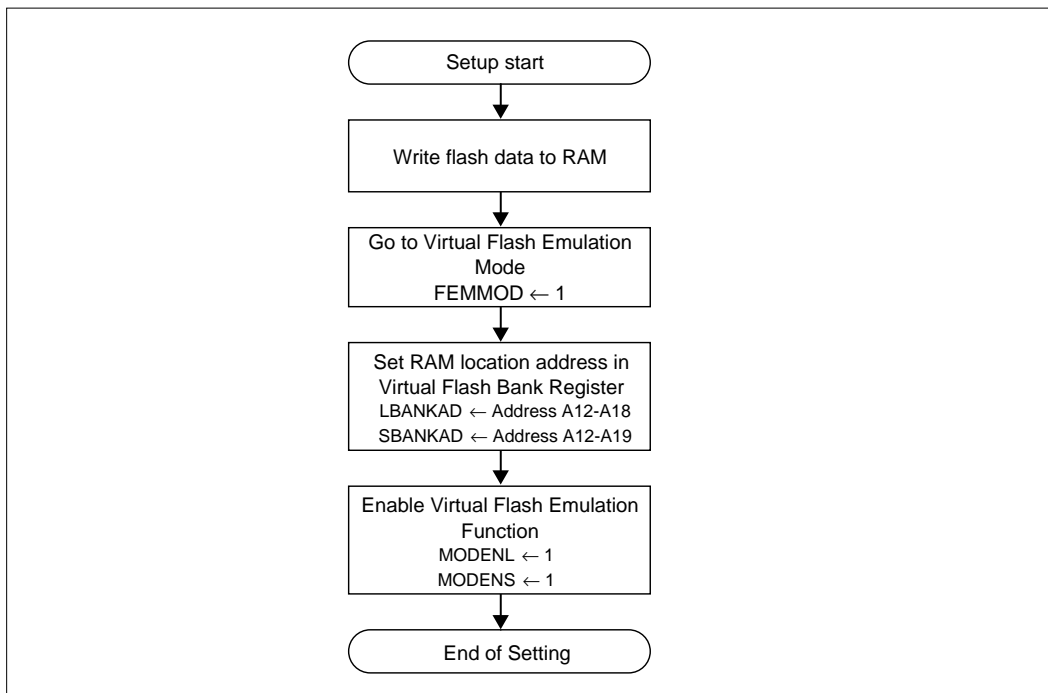 Setup start
Write flash data to RAM
Go to Virtual Flash Emulation
Mode
FEMMOD ← 1
Set RAM location address in
Virtual Flash Bank Register
LBANKAD ← Address A12-A18
SBANKAD ← Address A12-A19
Enable Virtual Flash Emulation
Function
MODENL ← 1
MODENS ← 1
End of Setting